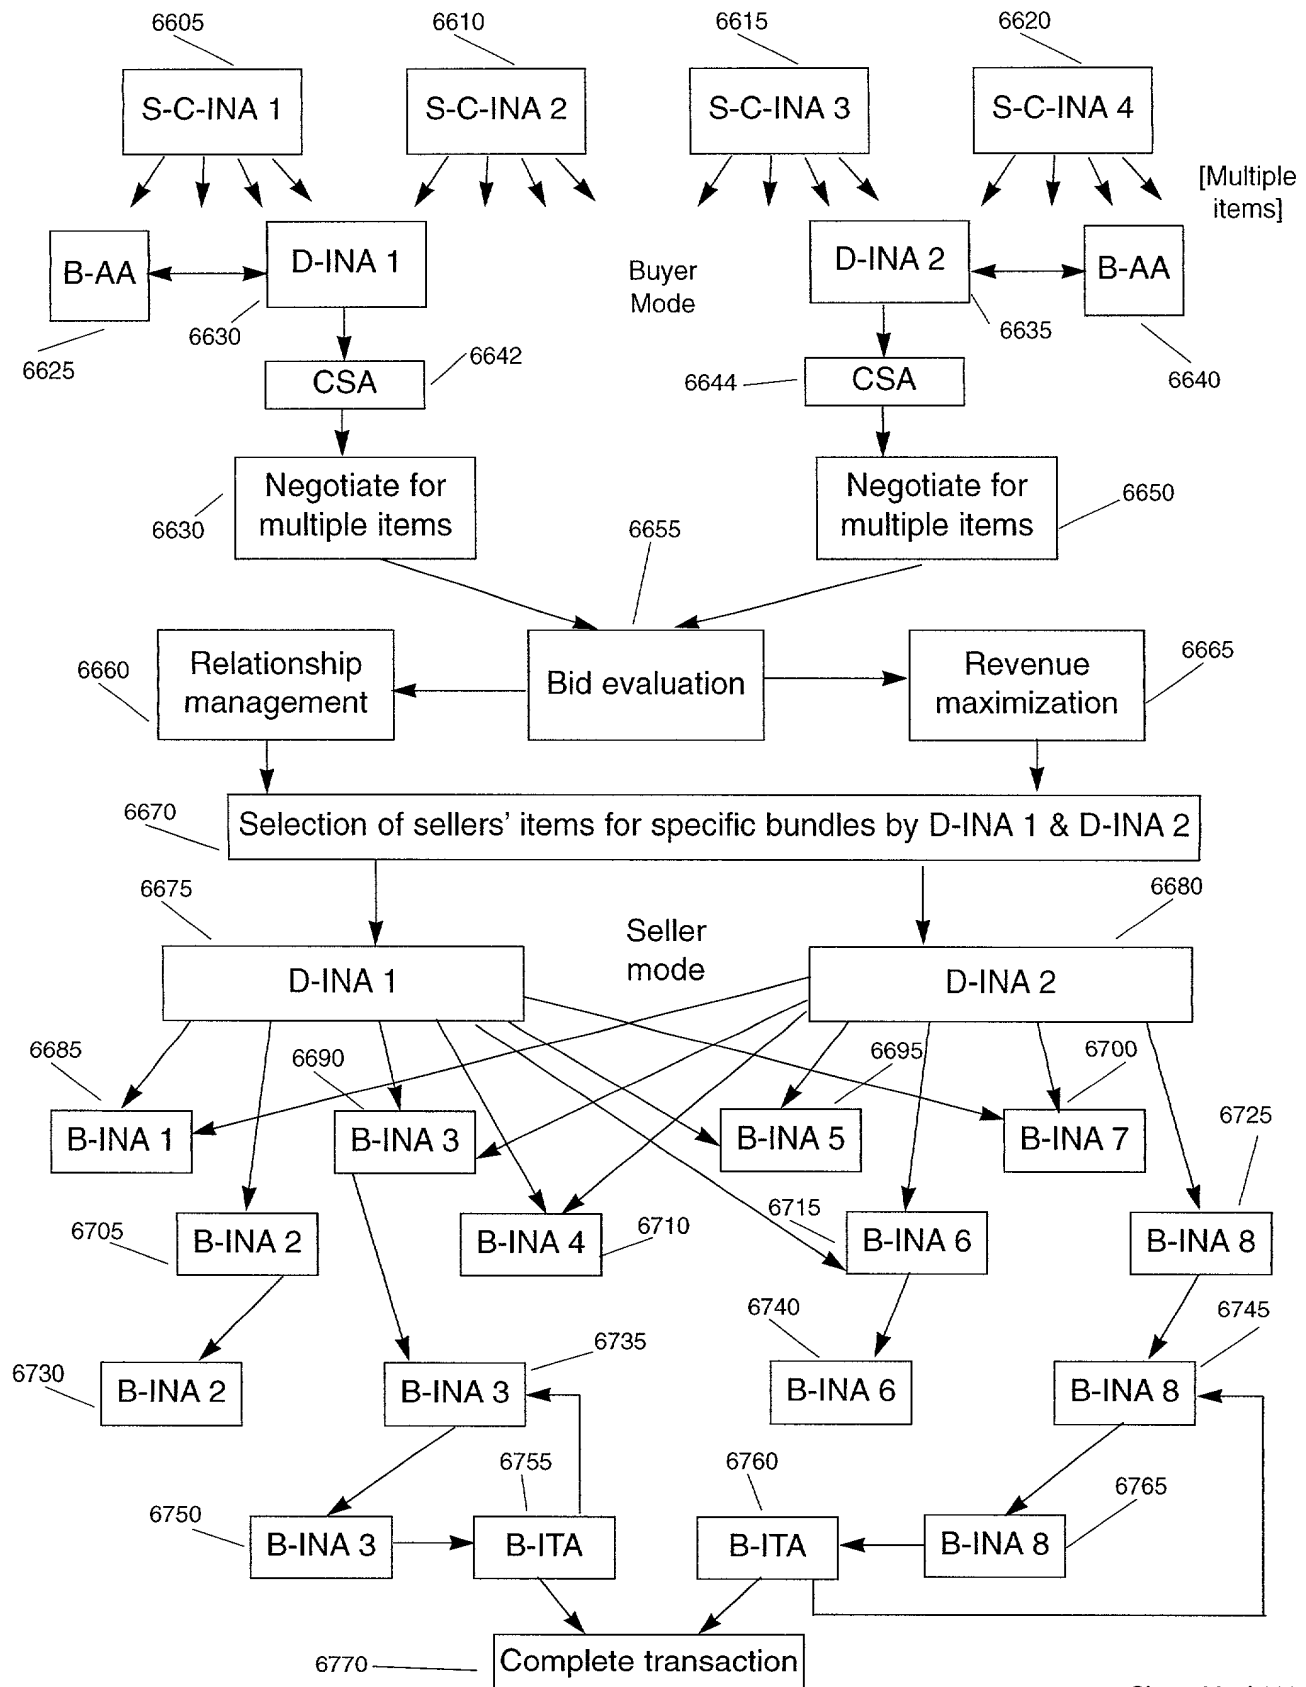 6605
6610
6615
6620
S-C-INA 1
S-C-INA 2
S-C-INA 3
S-C-INA 4
[Multiple
items]
B-AA
D-INA 1
Buyer
Mode
D-INA 2
B-AA
6625
6630
6635
6640
CSA
6642
6644
CSA
Negotiate for
multiple items
6630
6655
Negotiate for
multiple items
6650
6660
Relationship
management
Bid evaluation
Revenue
maximization
6665
6670
Selection of sellers' items for specific bundles by D-INA 1 & D-INA 2
6675
6680
Seller
mode
D-INA 1
D-INA 2
6685
6690
6695
6700
B-INA 1
B-INA 3
B-INA 5
B-INA 7
6725
6705
B-INA 2
B-INA 4
6710
6715
B-INA 6
B-INA 8
6730
B-INA 2
B-INA 3
6735
6740
B-INA 6
B-INA 8
6745
6750
B-INA 3
6755
B-ITA
6760
B-ITA
B-INA 8
6765
6770
Complete transaction